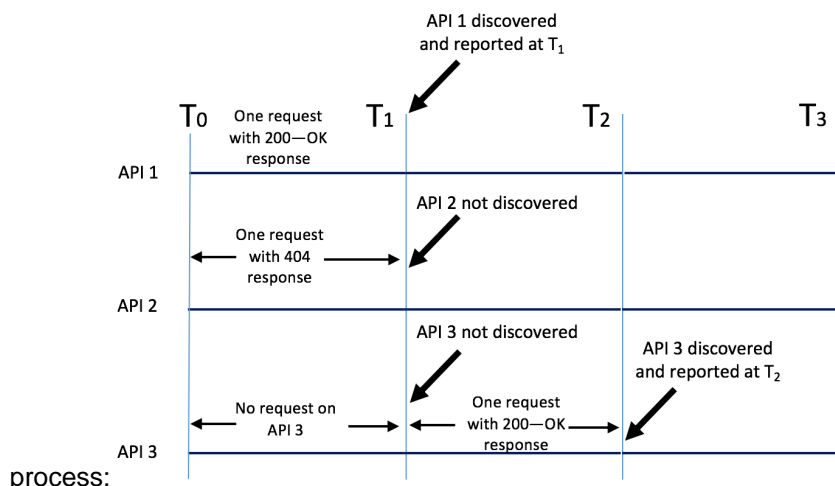 API 1 discovered
and reported at T1
T0
One request
with 200—OK
response
T1
T2
T3
API 1
API 2 not discovered
One request
with 404
response
API 2
API 3 not discovered
API 3 discovered
and reported at T2
No request on
API 3
One request
with 200—OK
response
API 3
process: